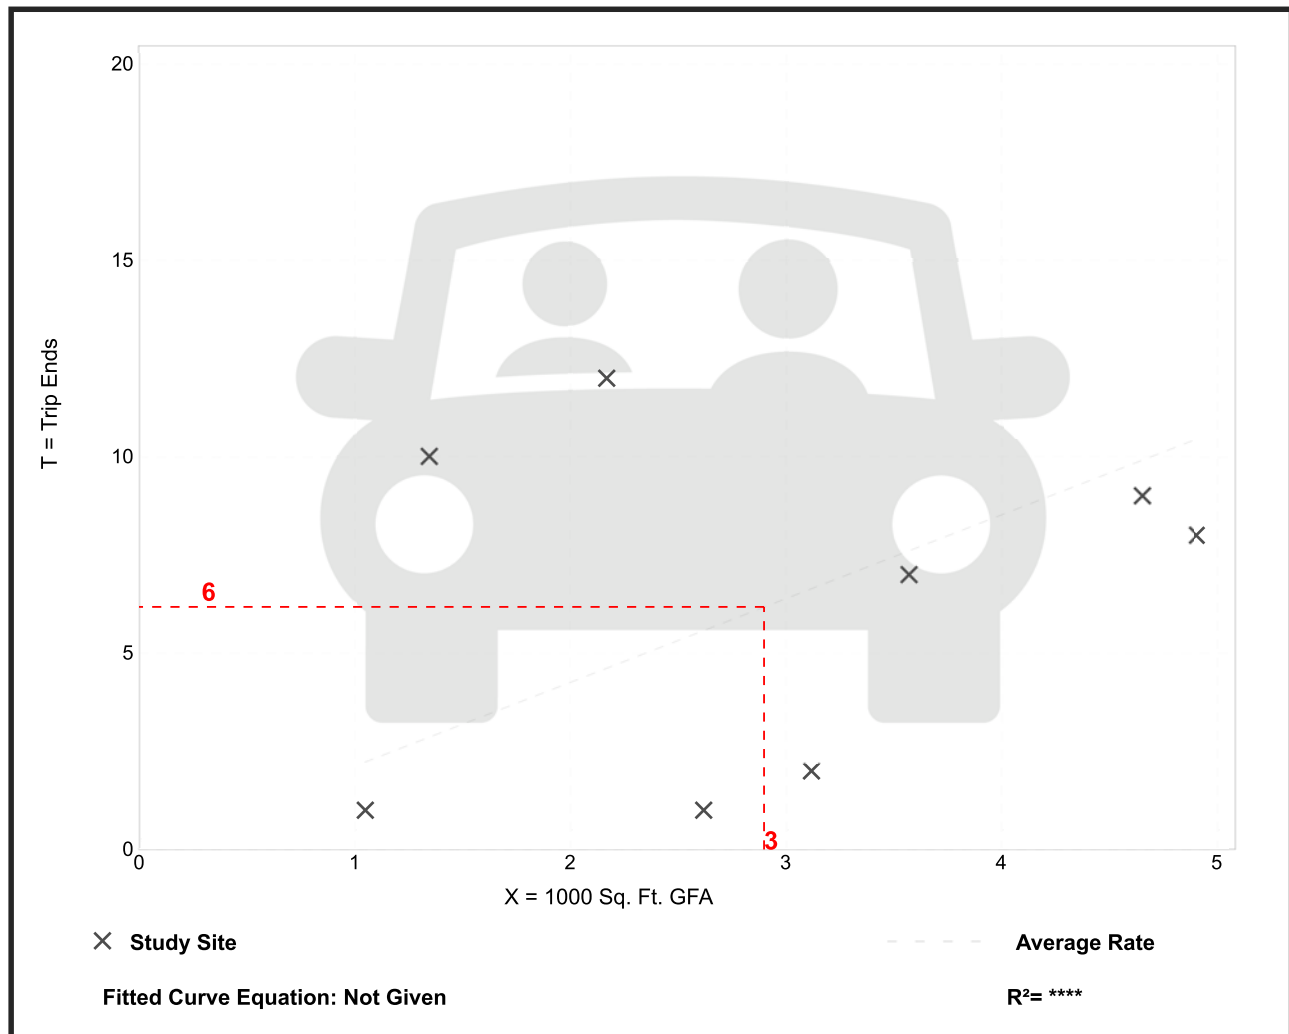 20
15
T = Trip Ends
10
6
5
3
0
0 1 2 3 4 5
X = 1000 Sq. Ft. GFA
Study Site
Average Rate
Fitted Curve Equation: Not Given
R²= ****